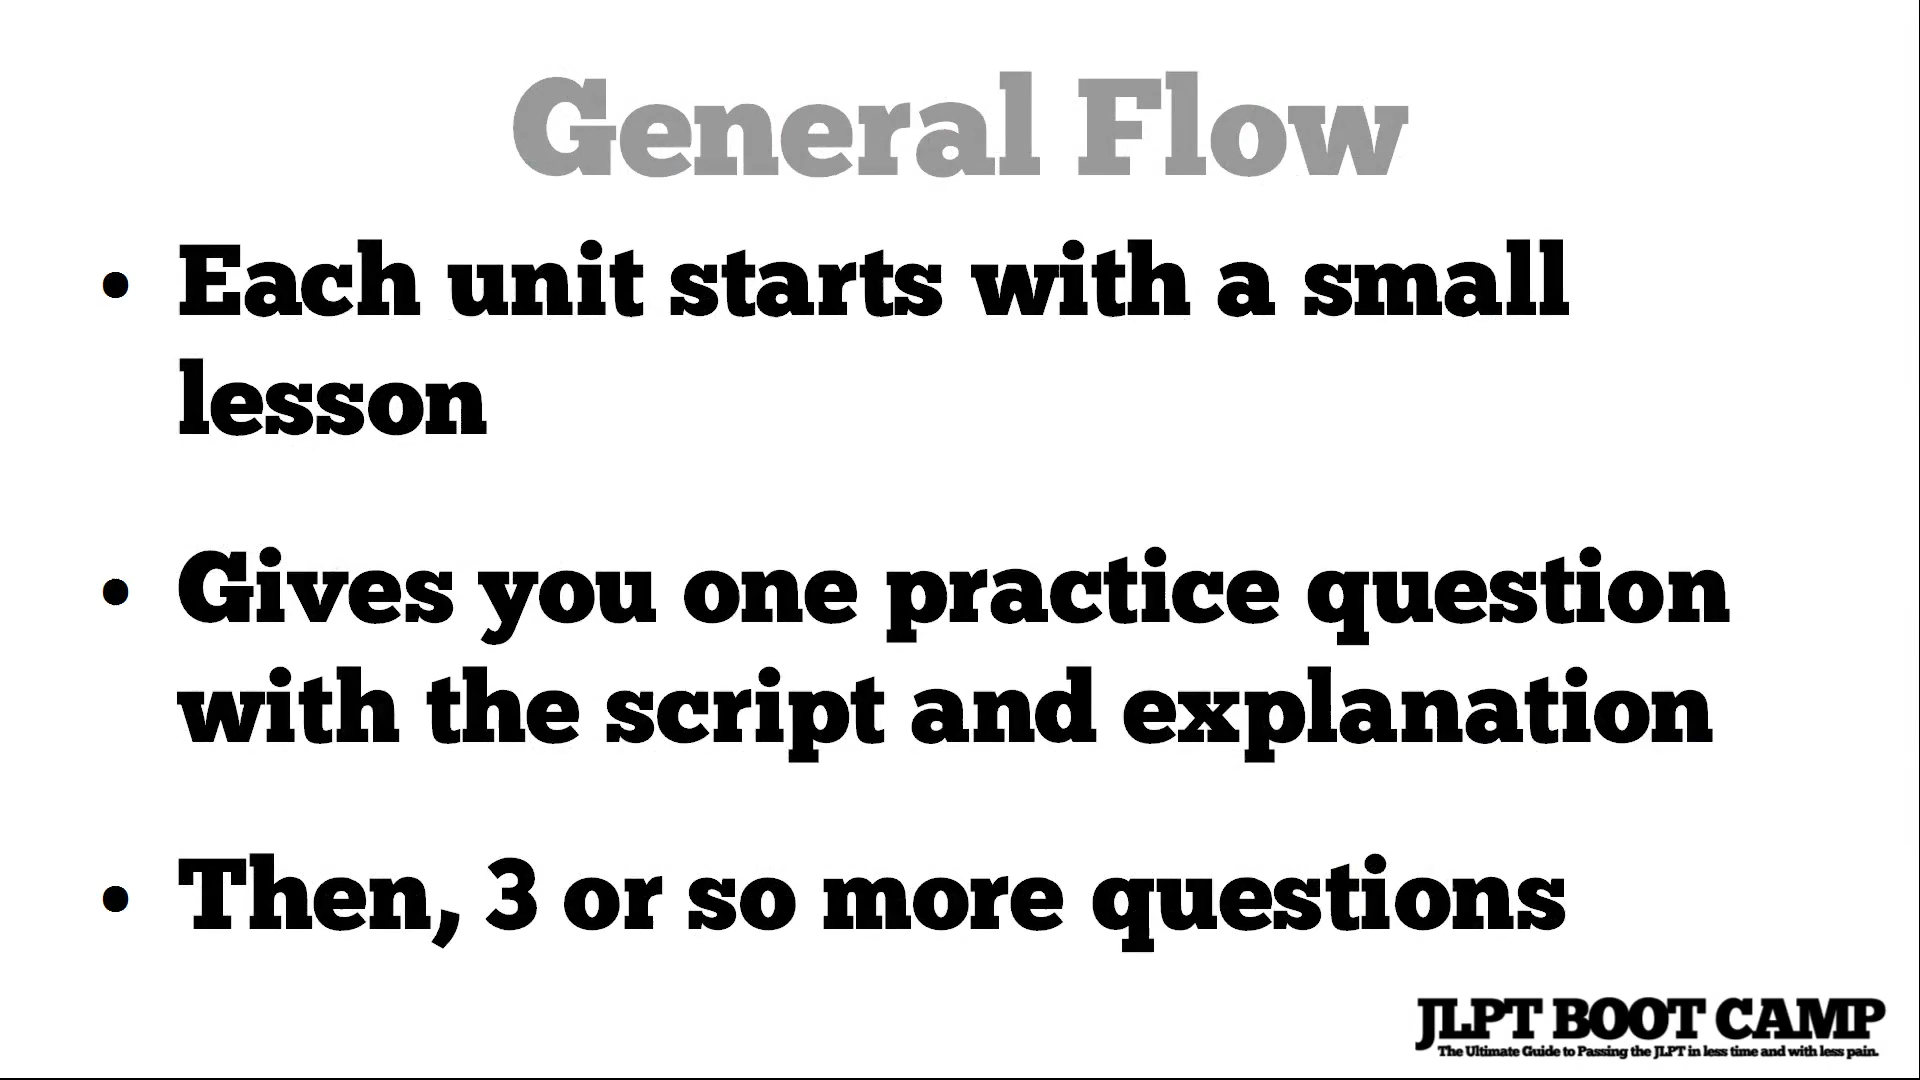 General Flow
• Each unit starts with a small
lesson
• Gives you one practice question
with the script and explanation
• Then, 3 or so more questions
JLPT BOOT CAMP
The Ultimate Guide to Passing the JLPT in less time and with less pain.